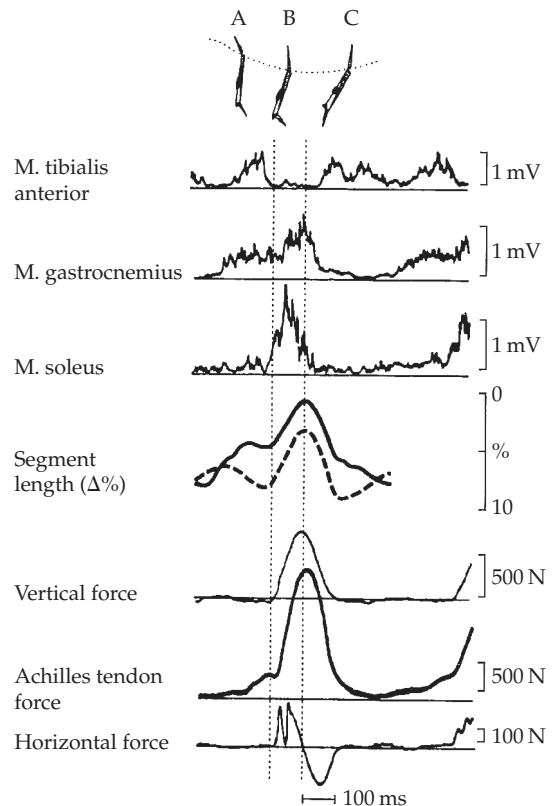 A B C
M. tibialis
anterior
1 mV
M. gastrocnemius
1 mV
M. soleus
1 mV
0
%
10
Segment
length (Δ%)
Vertical force
500 N
Achilles tendon
force
500 N
Horizontal force
100 N
100 ms